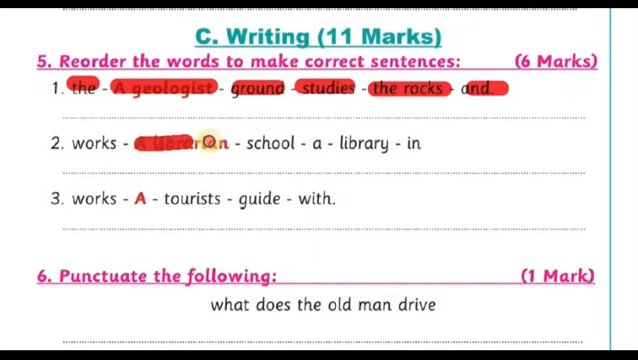 C. Writing (11 Marks)
5. Reorder the words to make correct sentences: (6 Marks)
1. the - A geologist - ground - studies - the rocks - and.
2. works - A librarian - school - a - library - in
3. works - A - tourists - guide - with.
6. Punctuate the following: (1 Mark)
what does the old man drive